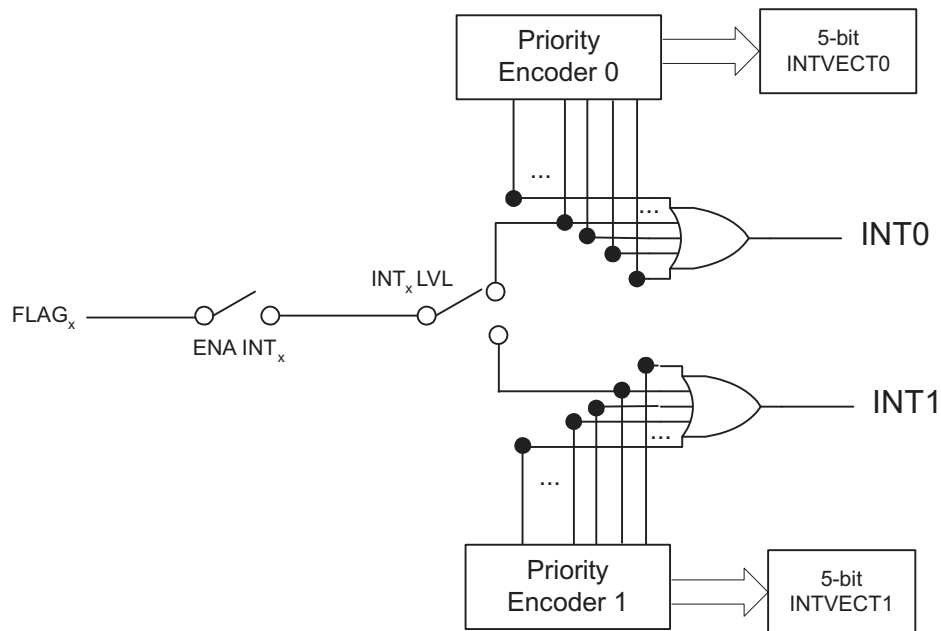 Priority
Encoder 0
5-bit
INTVECT0
...
...
INT0
INTₓ LVL
FLAGₓ
ENA INTₓ
INT1
...
...
Priority
Encoder 1
5-bit
INTVECT1